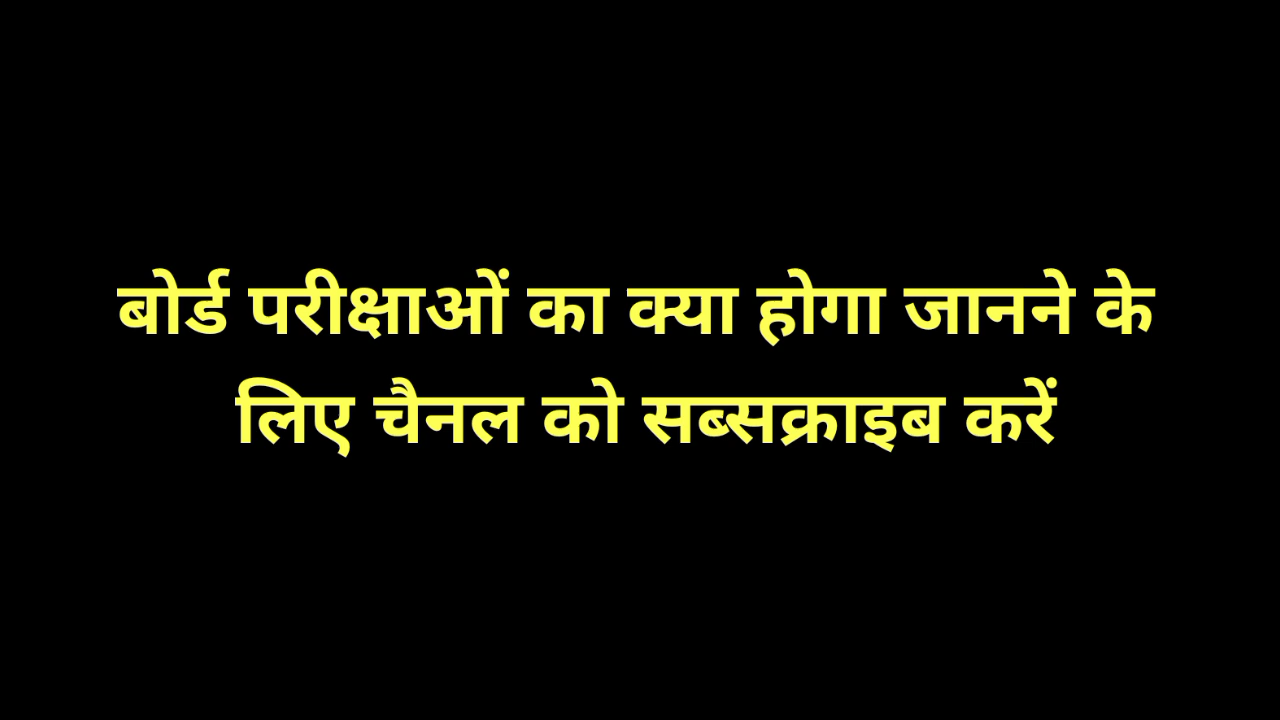 बोर्ड परीक्षाओं का क्या होगा जानने के
लिए चैनल को सब्सक्राइब करें